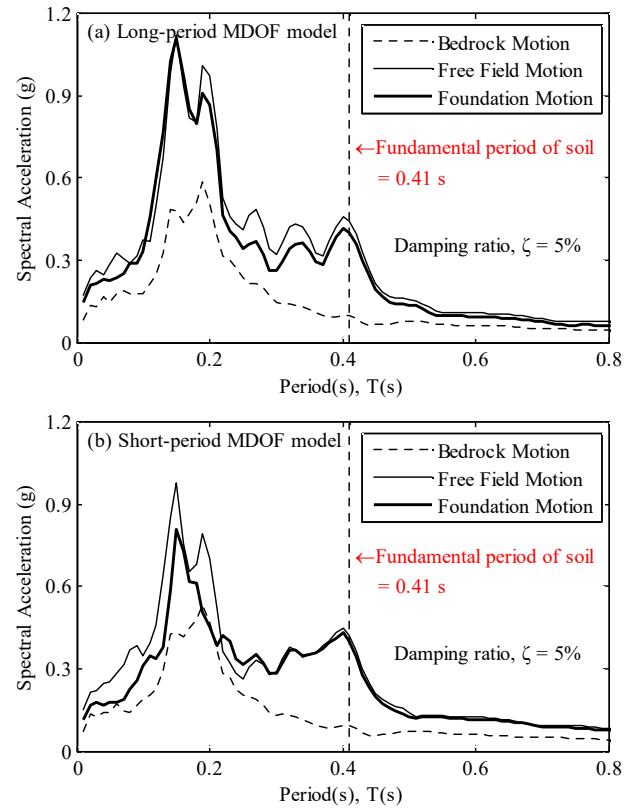 1.2
(a) Long-period MDOF model
Bedrock Motion
Free Field Motion
Foundation Motion
0.9
←Fundamental period of soil
= 0.41 s
0.6
Damping ratio, ζ = 5%
0.3
0
Spectral Acceleration (g)
0 0.2 0.4 0.6 0.8
Period(s), T(s)
1.2
(b) Short-period MDOF model
Bedrock Motion
Free Field Motion
Foundation Motion
0.9
←Fundamental period of soil
= 0.41 s
0.6
Damping ratio, ζ = 5%
0.3
0
Spectral Acceleration (g)
0 0.2 0.4 0.6 0.8
Period(s), T(s)